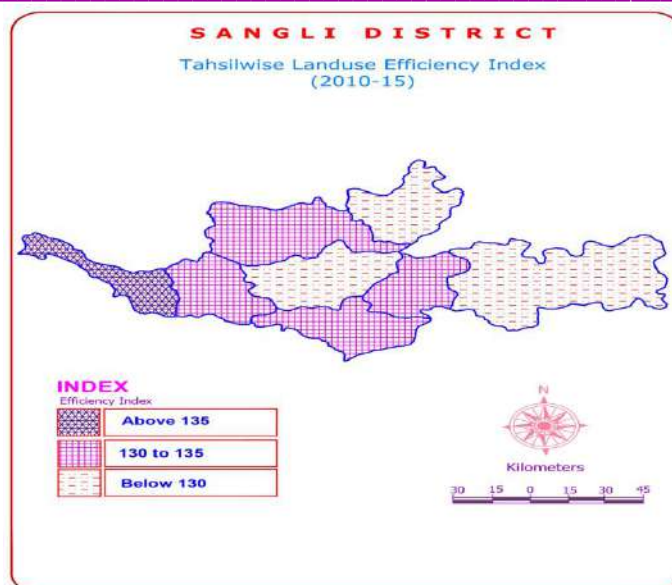 SANGLI DISTRICT
Tahsilwise Landuse Efficiency Index
(2010-15)
INDEX
Efficiency Index
Above 135
130 to 135
Below 130
N
Kilometers
30 15 0 15 30 45